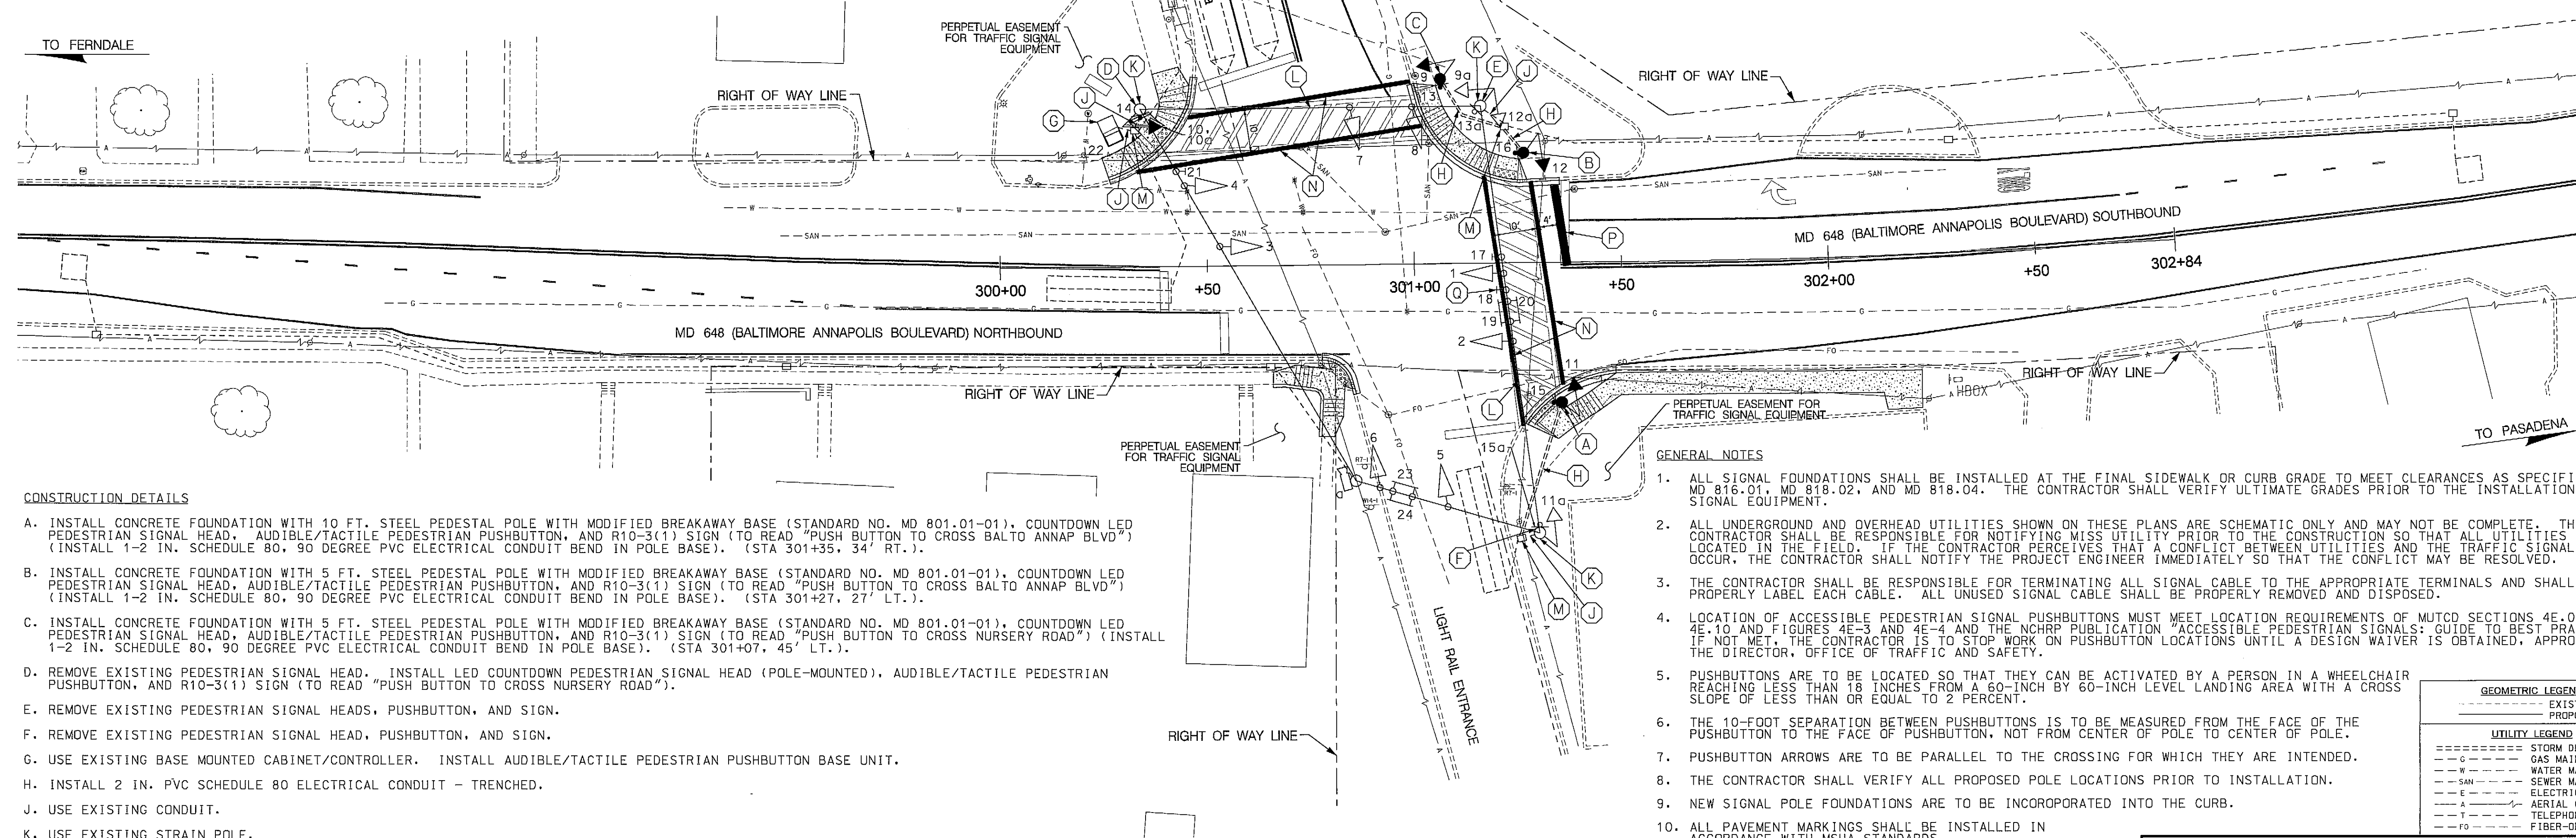 TO FERNDALE
PERPETUAL EASEMENT
FOR TRAFFIC SIGNAL
EQUIPMENT
RIGHT OF WAY LINE
RIGHT OF WAY LINE
MD 648 (BALTIMORE ANNAPOLIS BOULEVARD) SOUTHBOUND
300+00
+50
301+00
+50
302+00
+50
302+84
MD 648 (BALTIMORE ANNAPOLIS BOULEVARD) NORTHBOUND
RIGHT OF WAY LINE
RIGHT OF WAY LINE
HBOX
PERPETUAL EASEMENT FOR
TRAFFIC SIGNAL EQUIPMENT
TO PASADENA
PERPETUAL EASEMENT
FOR TRAFFIC SIGNAL
EQUIPMENT
LIGHT RAIL ENTRANCE
RIGHT OF WAY LINE
CONSTRUCTION DETAILS
A. INSTALL CONCRETE FOUNDATION WITH 10 FT. STEEL PEDESTAL POLE WITH MODIFIED BREAKAWAY BASE (STANDARD NO. MD 801.01-01), COUNTDOWN LED
PEDESTRIAN SIGNAL HEAD, AUDIBLE/TACTILE PEDESTRIAN PUSHBUTTON, AND R10-3(1) SIGN (TO READ "PUSH BUTTON TO CROSS BALTO ANNAP BLVD")
(INSTALL 1-2 IN. SCHEDULE 80, 90 DEGREE PVC ELECTRICAL CONDUIT BEND IN POLE BASE). (STA 301+35, 34' RT.).
B. INSTALL CONCRETE FOUNDATION WITH 5 FT. STEEL PEDESTAL POLE WITH MODIFIED BREAKAWAY BASE (STANDARD NO. MD 801.01-01), COUNTDOWN LED
PEDESTRIAN SIGNAL HEAD, AUDIBLE/TACTILE PEDESTRIAN PUSHBUTTON, AND R10-3(1) SIGN (TO READ "PUSH BUTTON TO CROSS BALTO ANNAP BLVD")
(INSTALL 1-2 IN. SCHEDULE 80, 90 DEGREE PVC ELECTRICAL CONDUIT BEND IN POLE BASE). (STA 301+27, 27' LT.).
C. INSTALL CONCRETE FOUNDATION WITH 5 FT. STEEL PEDESTAL POLE WITH MODIFIED BREAKAWAY BASE (STANDARD NO. MD 801.01-01), COUNTDOWN LED
PEDESTRIAN SIGNAL HEAD, AUDIBLE/TACTILE PEDESTRIAN PUSHBUTTON, AND R10-3(1) SIGN (TO READ "PUSH BUTTON TO CROSS NURSERY ROAD") (INSTALL
1-2 IN. SCHEDULE 80, 90 DEGREE PVC ELECTRICAL CONDUIT BEND IN POLE BASE). (STA 301+07, 45' LT.).
D. REMOVE EXISTING PEDESTRIAN SIGNAL HEAD. INSTALL LED COUNTDOWN PEDESTRIAN SIGNAL HEAD (POLE-MOUNTED), AUDIBLE/TACTILE PEDESTRIAN
PUSHBUTTON, AND R10-3(1) SIGN (TO READ "PUSH BUTTON TO CROSS NURSERY ROAD").
E. REMOVE EXISTING PEDESTRIAN SIGNAL HEADS, PUSHBUTTON, AND SIGN.
F. REMOVE EXISTING PEDESTRIAN SIGNAL HEAD, PUSHBUTTON, AND SIGN.
G. USE EXISTING BASE MOUNTED CABINET/CONTROLLER. INSTALL AUDIBLE/TACTILE PEDESTRIAN PUSHBUTTON BASE UNIT.
H. INSTALL 2 IN. PVC SCHEDULE 80 ELECTRICAL CONDUIT - TRENCHED.
J. USE EXISTING CONDUIT.
K. USE EXISTING STRAIN POLE.
GENERAL NOTES
1. ALL SIGNAL FOUNDATIONS SHALL BE INSTALLED AT THE FINAL SIDEWALK OR CURB GRADE TO MEET CLEARANCES AS SPECIFI
MD 816.01, MD 818.02, AND MD 818.04. THE CONTRACTOR SHALL VERIFY ULTIMATE GRADES PRIOR TO THE INSTALLATION
SIGNAL EQUIPMENT.
2. ALL UNDERGROUND AND OVERHEAD UTILITIES SHOWN ON THESE PLANS ARE SCHEMATIC ONLY AND MAY NOT BE COMPLETE. TH
CONTRACTOR SHALL BE RESPONSIBLE FOR NOTIFYING MISS UTILITY PRIOR TO THE CONSTRUCTION SO THAT ALL UTILITIES
LOCATED IN THE FIELD. IF THE CONTRACTOR PERCEIVES THAT A CONFLICT BETWEEN UTILITIES AND THE TRAFFIC SIGNAL
OCCUR, THE CONTRACTOR SHALL NOTIFY THE PROJECT ENGINEER IMMEDIATELY SO THAT THE CONFLICT MAY BE RESOLVED.
3. THE CONTRACTOR SHALL BE RESPONSIBLE FOR TERMINATING ALL SIGNAL CABLE TO THE APPROPRIATE TERMINALS AND SHALL
PROPERLY LABEL EACH CABLE. ALL UNUSED SIGNAL CABLE SHALL BE PROPERLY REMOVED AND DISPOSED.
4. LOCATION OF ACCESSIBLE PEDESTRIAN SIGNAL PUSHBUTTONS MUST MEET LOCATION REQUIREMENTS OF MUTCD SECTIONS 4E.0
4E.10 AND FIGURES 4E-3 AND 4E-4 AND THE NCHRP PUBLICATION "ACCESSIBLE PEDESTRIAN SIGNALS: GUIDE TO BEST PRA
IF NOT MET, THE CONTRACTOR IS TO STOP WORK ON PUSHBUTTON LOCATIONS UNTIL A DESIGN WAIVER IS OBTAINED, APPRO
THE DIRECTOR, OFFICE OF TRAFFIC AND SAFETY.
5. PUSHBUTTONS ARE TO BE LOCATED SO THAT THEY CAN BE ACTIVATED BY A PERSON IN A WHEELCHAIR
REACHING LESS THAN 18 INCHES FROM A 60-INCH BY 60-INCH LEVEL LANDING AREA WITH A CROSS
SLOPE OF LESS THAN OR EQUAL TO 2 PERCENT.
6. THE 10-FOOT SEPARATION BETWEEN PUSHBUTTONS IS TO BE MEASURED FROM THE FACE OF THE
PUSHBUTTON TO THE FACE OF PUSHBUTTON, NOT FROM CENTER OF POLE TO CENTER OF POLE.
7. PUSHBUTTON ARROWS ARE TO BE PARALLEL TO THE CROSSING FOR WHICH THEY ARE INTENDED.
8. THE CONTRACTOR SHALL VERIFY ALL PROPOSED POLE LOCATIONS PRIOR TO INSTALLATION.
9. NEW SIGNAL POLE FOUNDATIONS ARE TO BE INCOROPORATED INTO THE CURB.
10. ALL PAVEMENT MARKINGS SHALL BE INSTALLED IN
ACCORDANCE WITH MSHA STANDARDS
GEOMETRIC LEGEN
EXIS
PROP
UTILITY LEGEND
STORM D
G GAS MAI
W WATER M
SAN SEWER M
E ELECTRI
A AERIAL
T TELEPH
FO FIBER-O